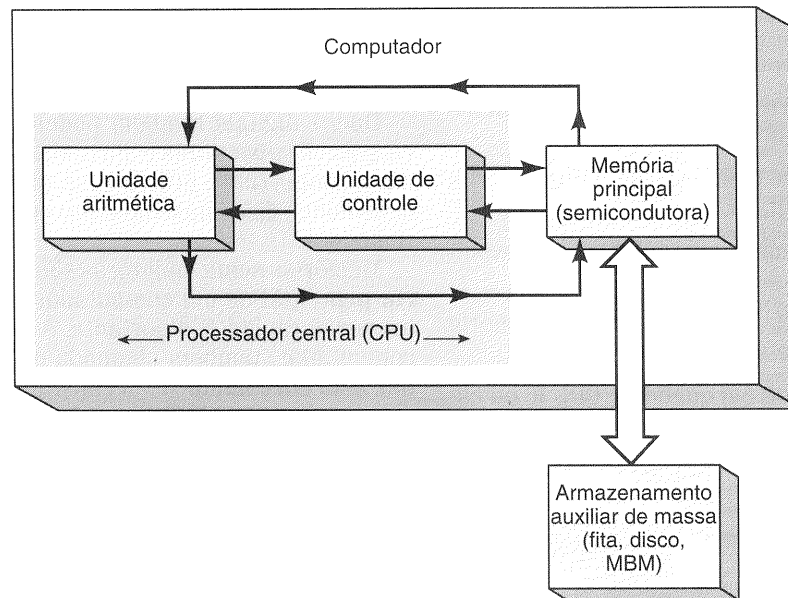 Computador
Unidade
aritmética
Unidade de
controle
Memória
principal
(semicondutora)
Processador central (CPU)
Armazenamento
auxiliar de massa
(fita, disco,
MBM)